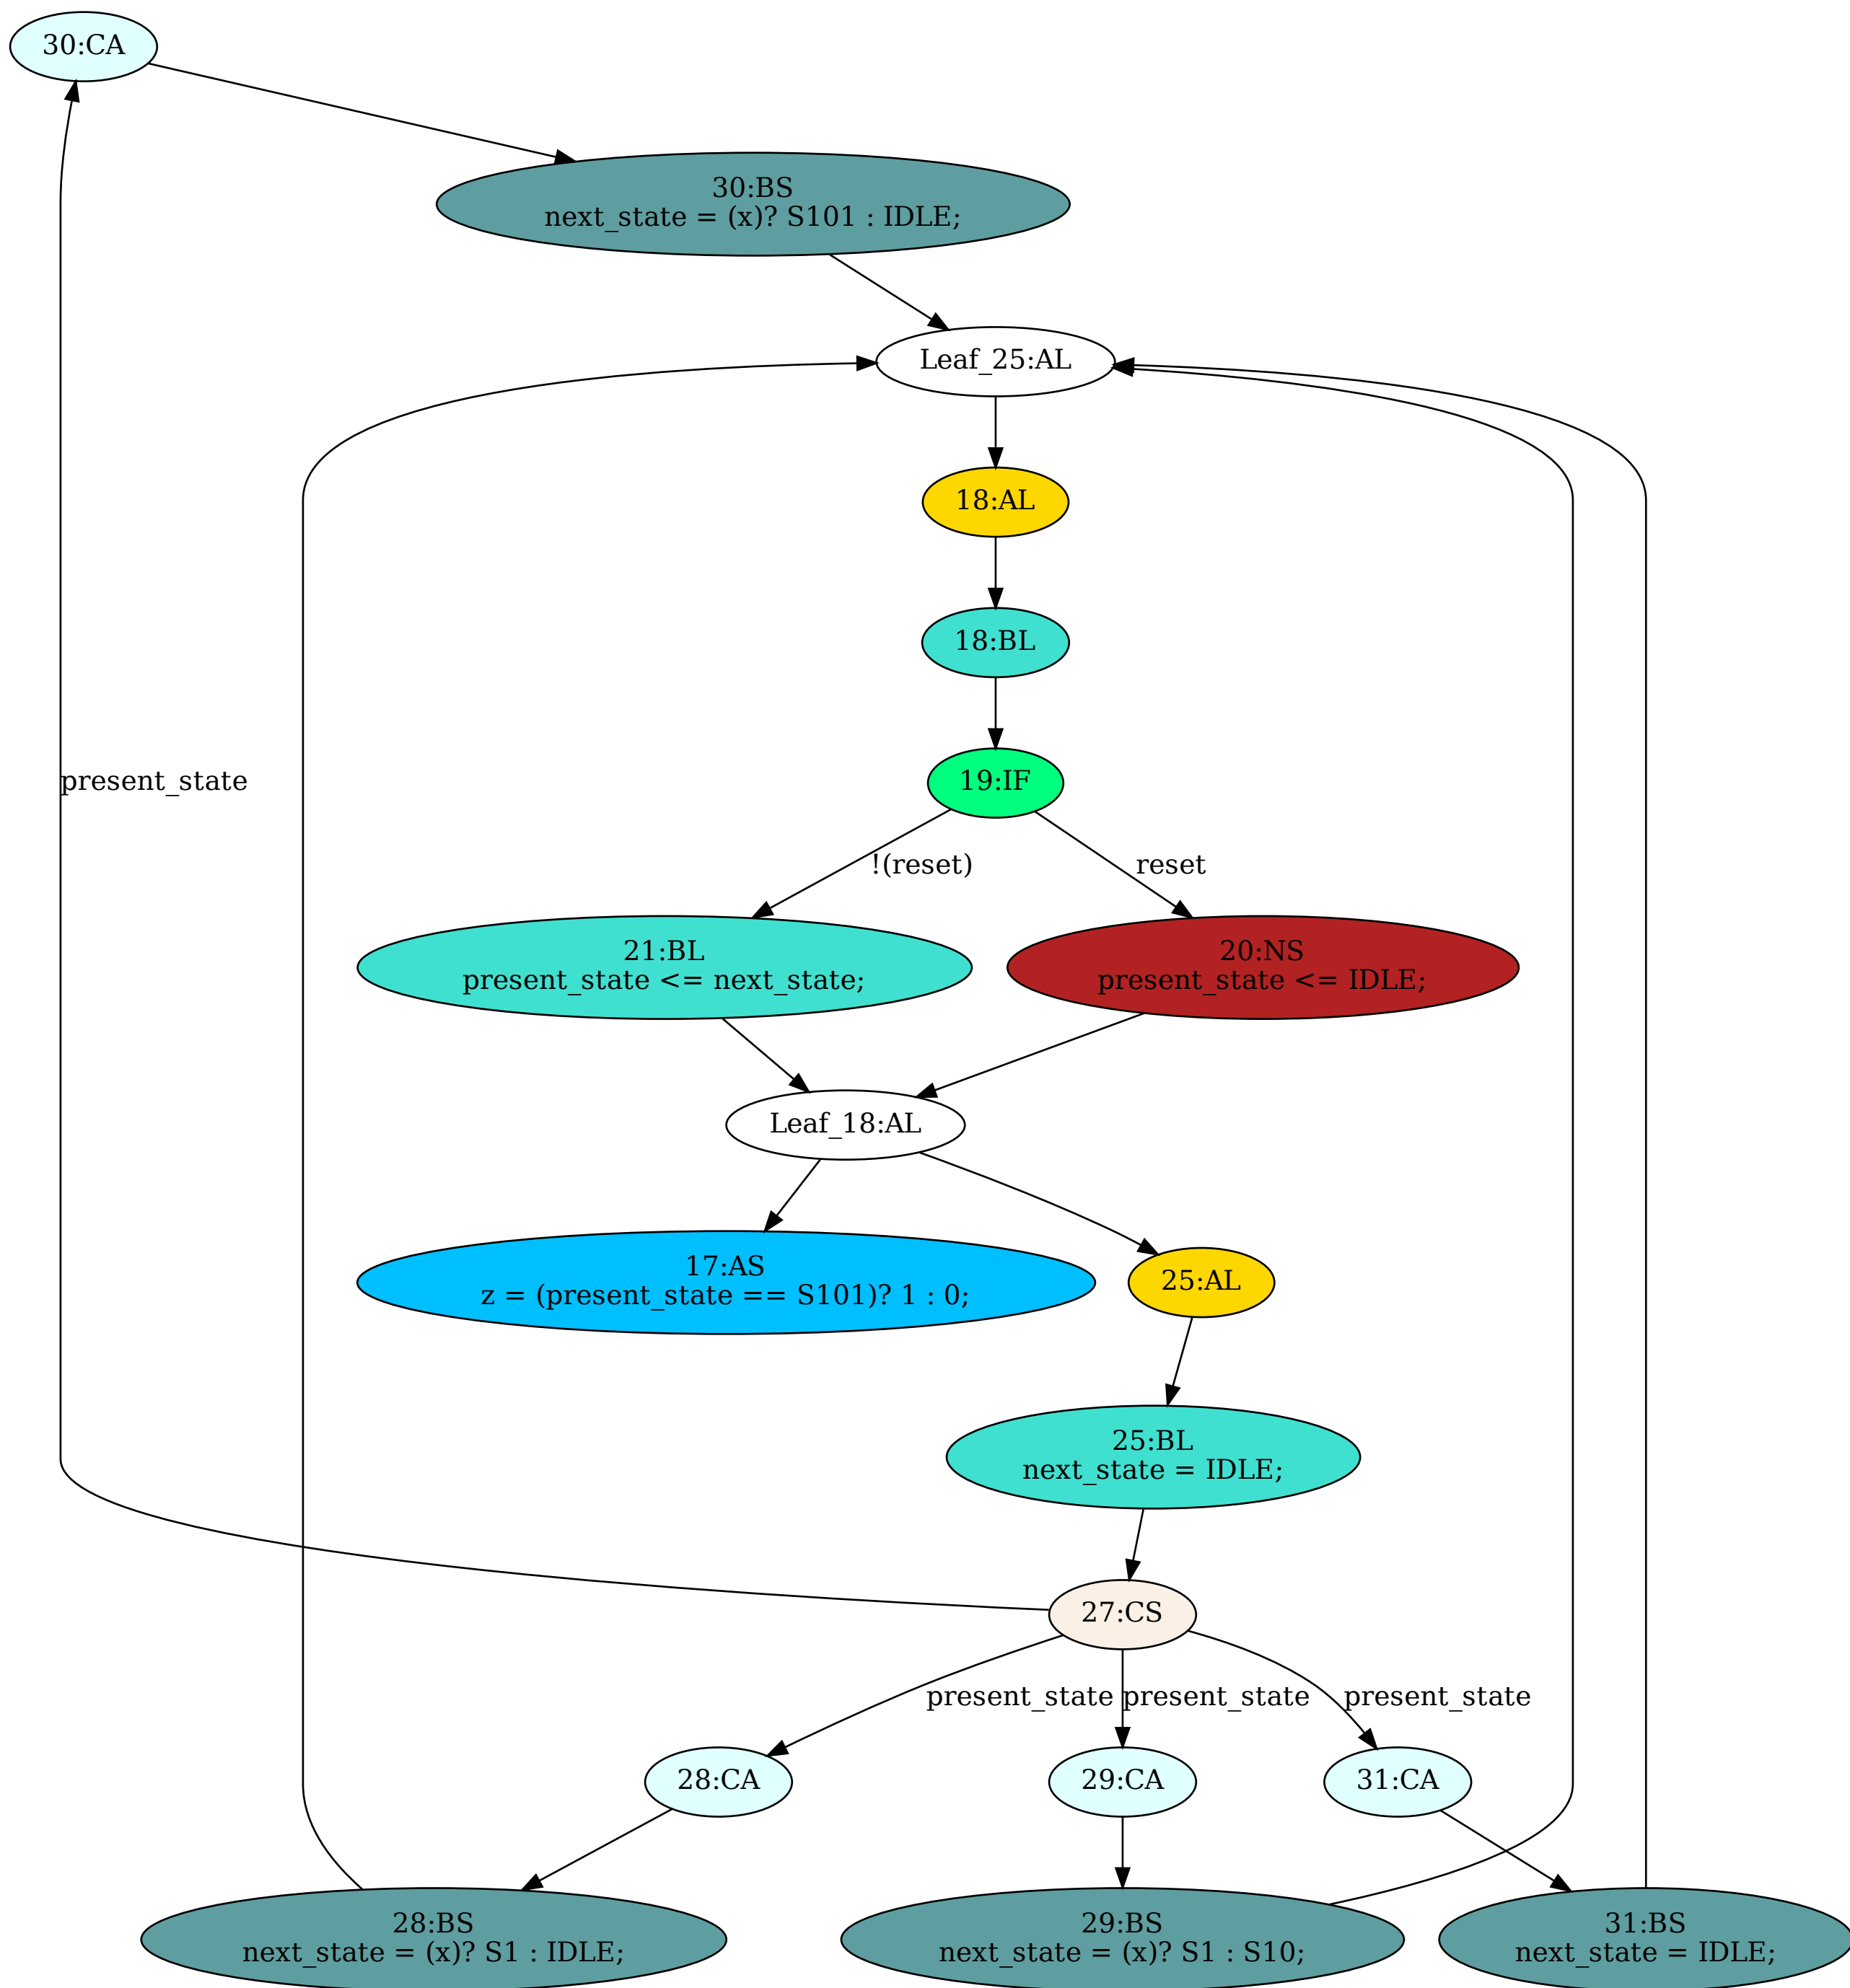 30:CA
30:BS
next_state = (x)? S101 : IDLE;
Leaf_25:AL
18:AL
18:BL
19:IF
present_state
!(reset)
reset
21:BL
present_state <= next_state;
20:NS
present_state <= IDLE;
Leaf_18:AL
17:AS
z = (present_state == S101)? 1 : 0;
25:AL
25:BL
next_state = IDLE;
27:CS
present_state
present_state
present_state
28:CA
29:CA
31:CA
28:BS
next_state = (x)? S1 : IDLE;
29:BS
next_state = (x)? S1 : S10;
31:BS
next_state = IDLE;